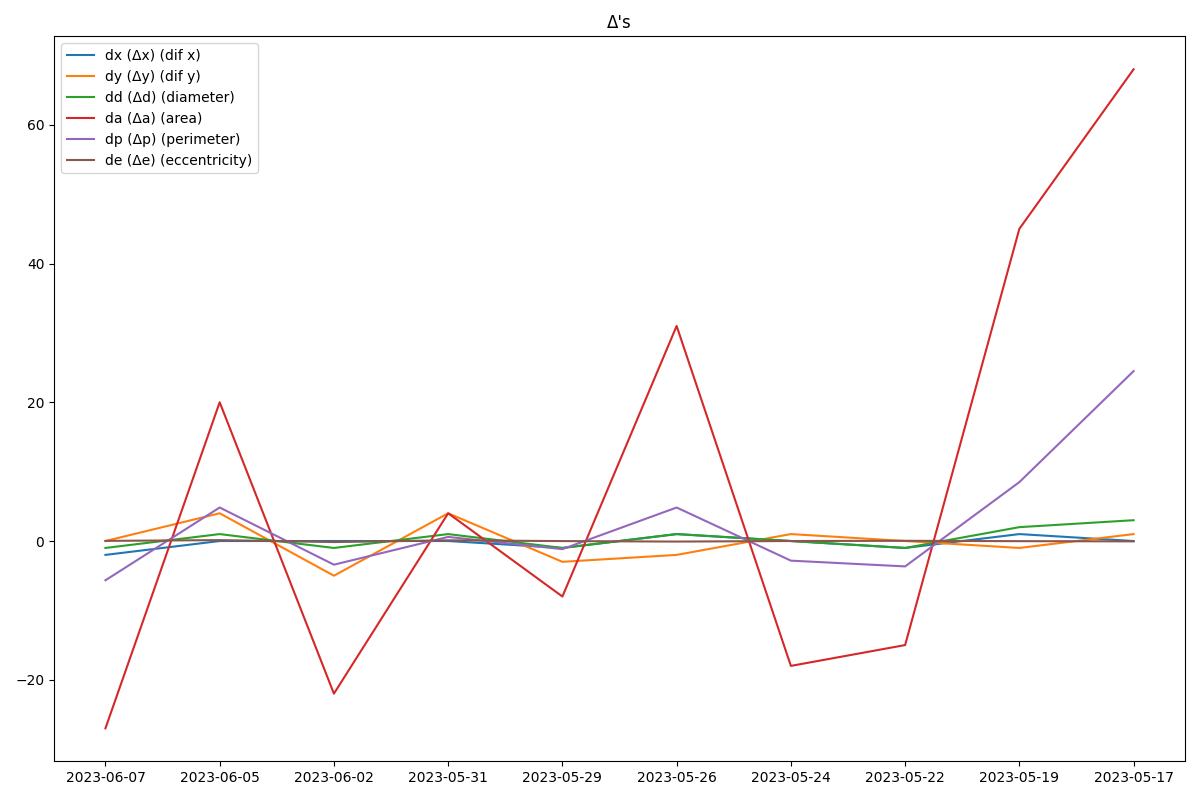 Δ's
dx (Δx) (dif x)
dy (Δy) (dif y)
dd (Δd) (diameter)
da (Δa) (area)
dp (Δp) (perimeter)
de (Δe) (eccentricity)
60
40
20
0
−20
2023-06-07 2023-06-05 2023-06-02 2023-05-31 2023-05-29 2023-05-26 2023-05-24 2023-05-22 2023-05-19 2023-05-17